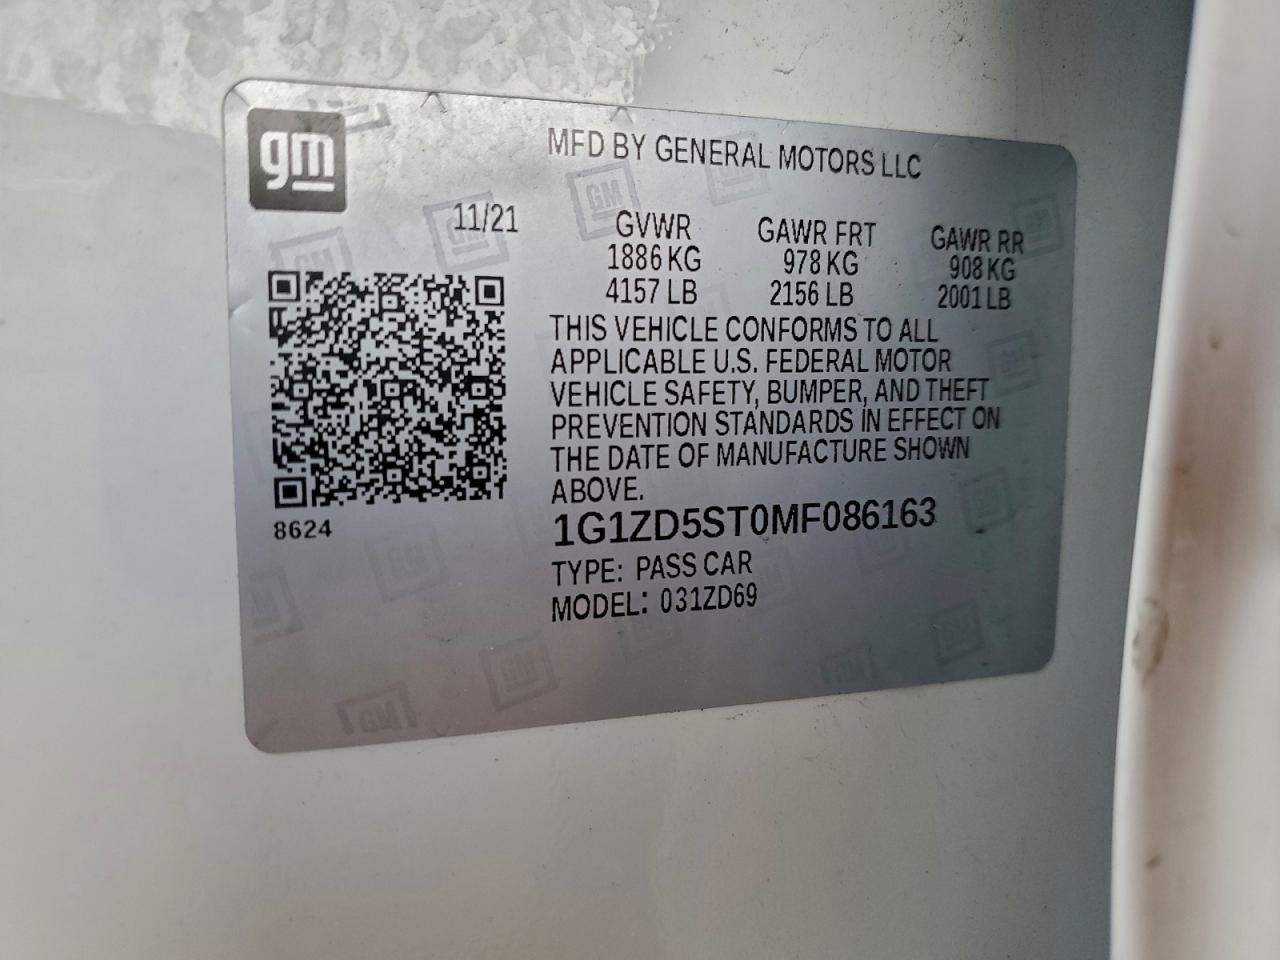 gm
MFD BY GENERAL MOTORS LLC
11/21
GVWR GAWR FRT GAWR RR
1886 KG 978 KG 908 KG
4157 LB 2156 LB 2001 LB
THIS VEHICLE CONFORMS TO ALL
APPLICABLE U.S. FEDERAL MOTOR
VEHICLE SAFETY, BUMPER, AND THEFT
PREVENTION STANDARDS IN EFFECT ON
THE DATE OF MANUFACTURE SHOWN
ABOVE.
8624
1G1ZD5ST0MF086163
TYPE: PASS CAR
MODEL: 031ZD69